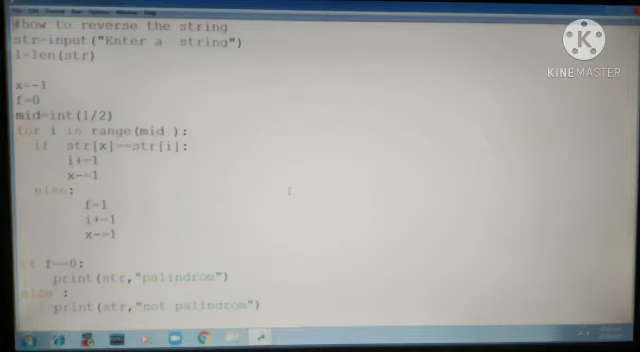 #how to reverse the string
str=input("Enter a  string")
l=len(str)
x=-1
f=0
mid=int(l/2)
for i in range(mid ):
if  str[x]==str[i]:
i+=1
x-=1
else:
f=1
i+=1
x-=1
if f==0:
print(str,"palindrom")
else :
print(str,"not palindrom")
K
KINEMASTER